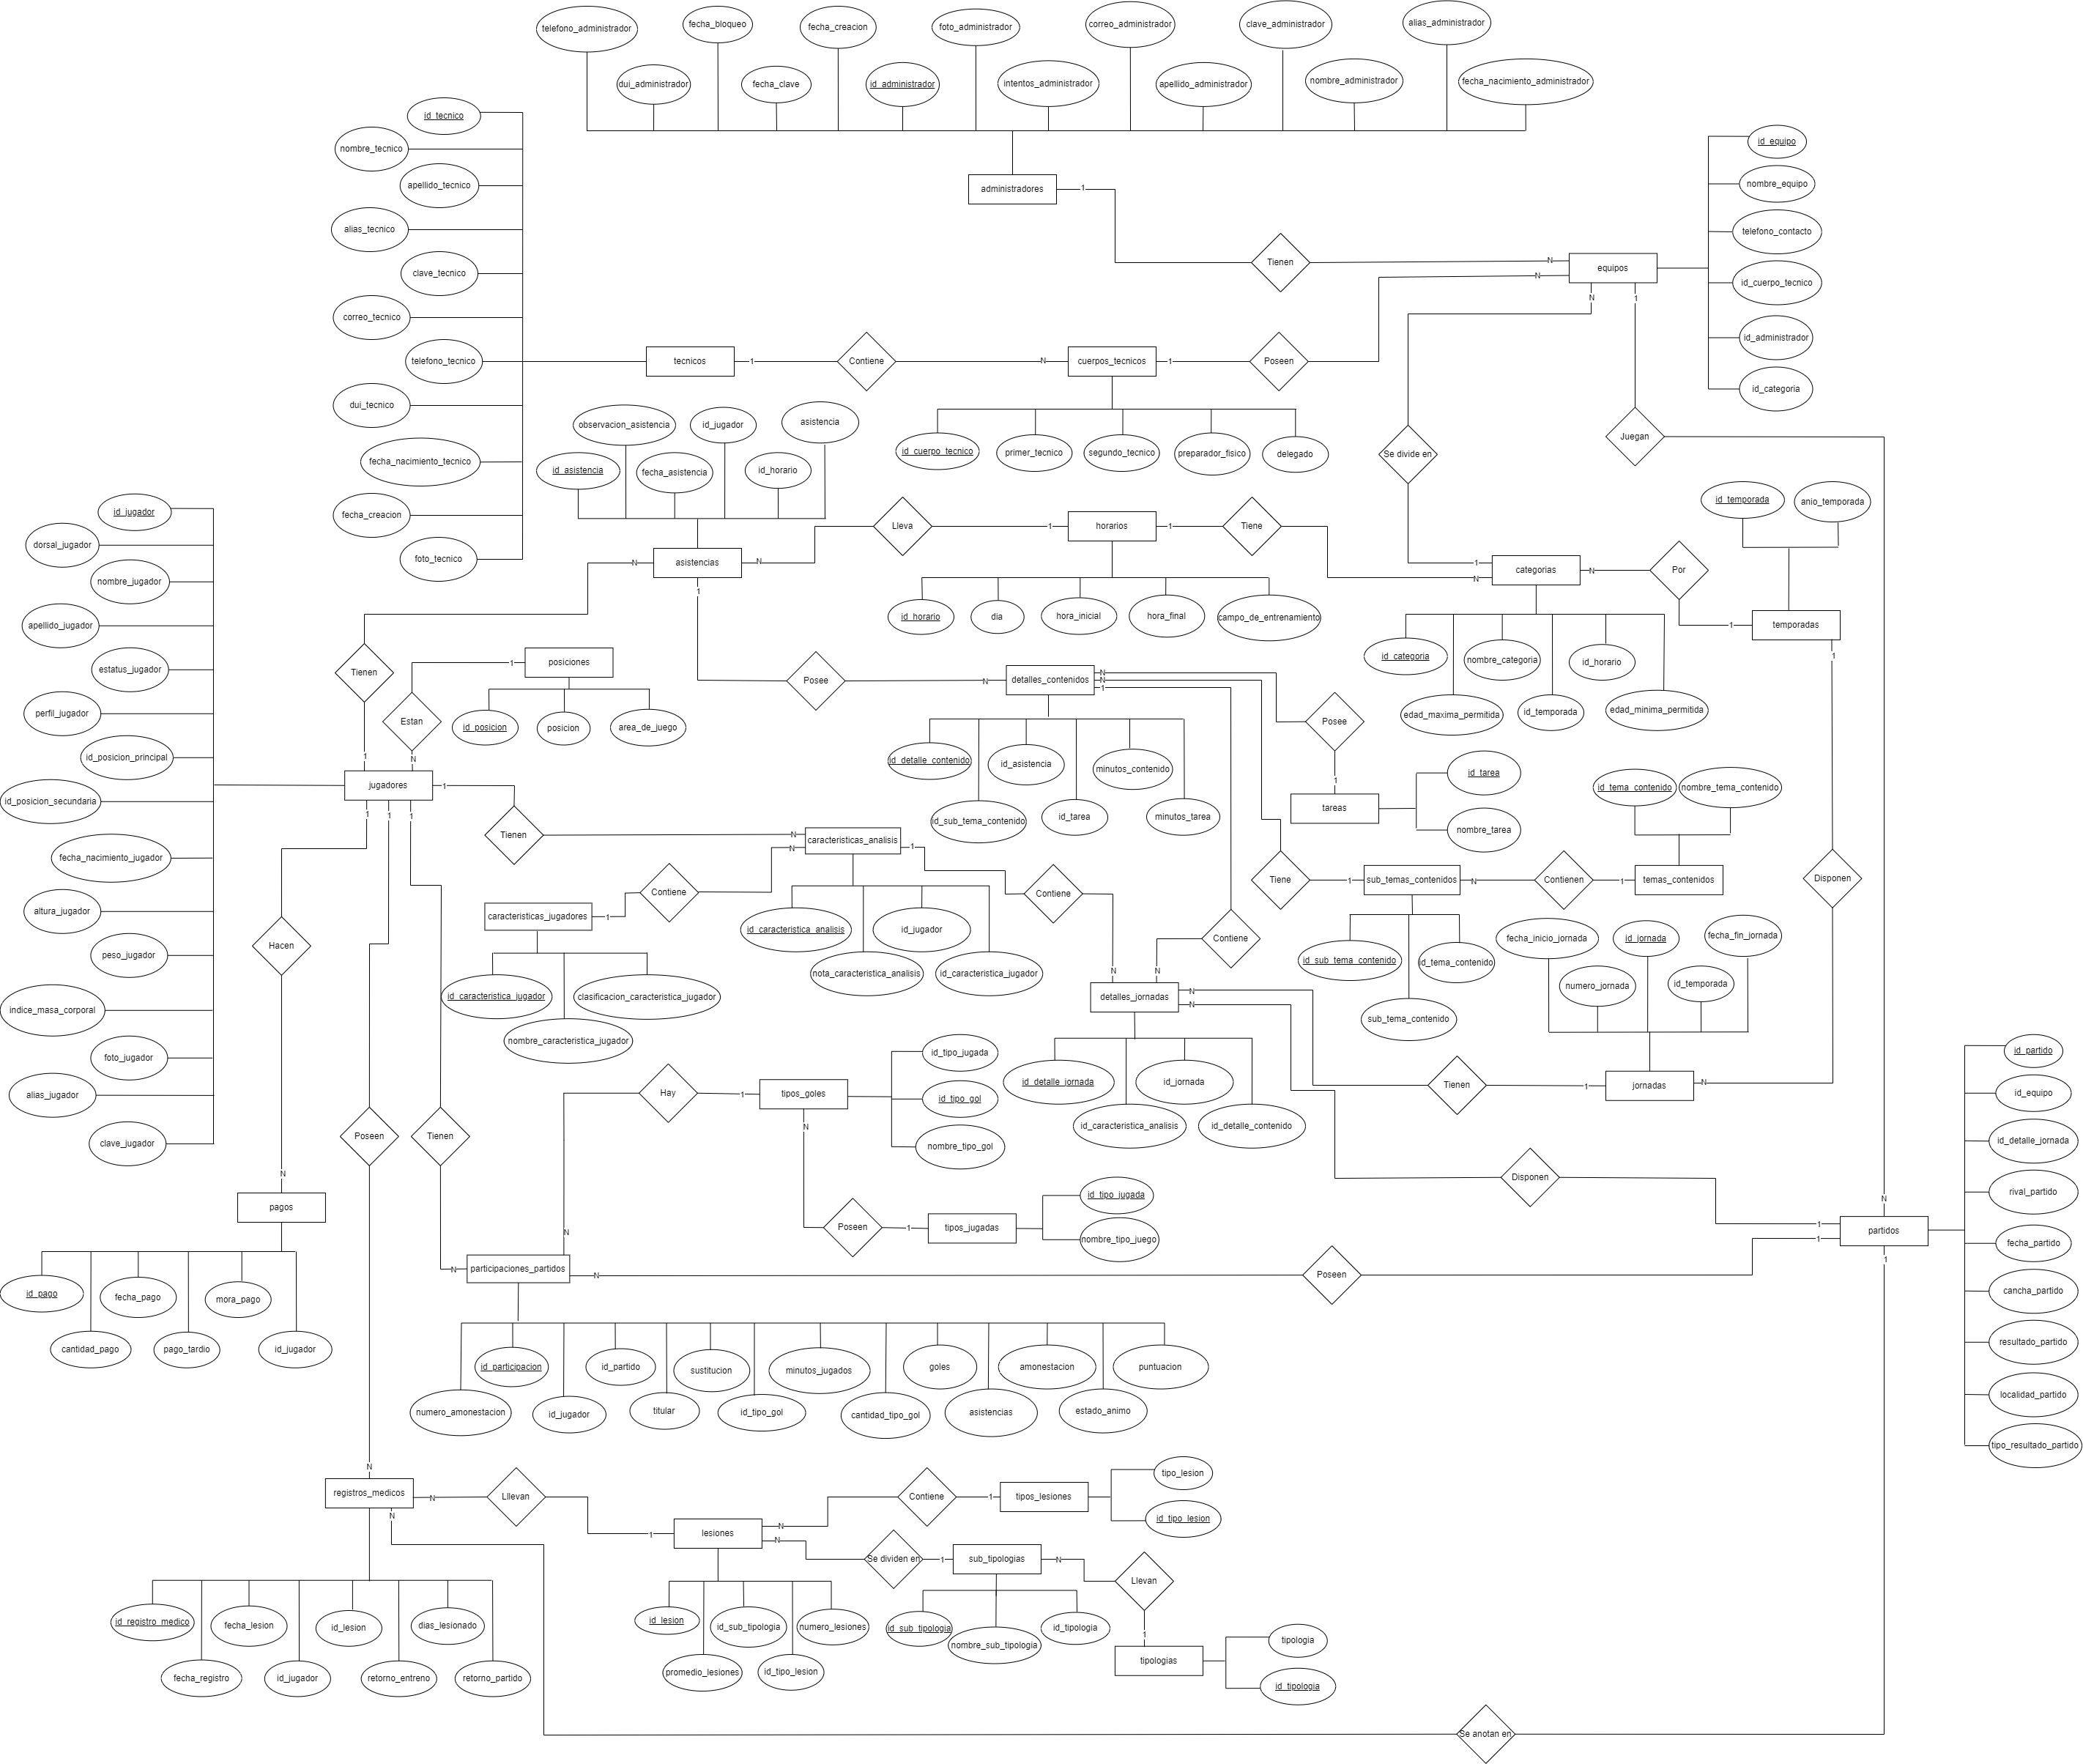 telefono_administrador
fecha_bloqueo
fecha_creacion
foto_administrador
correo_administrador
clave_administrador
alias_administrador
dui_administrador
fecha_clave
id_administrador
intentos_administrador
apellido_administrador
nombre_administrador
fecha_nacimiento_administrador
administradores
1
Tienen
N
equipos
N
N
1
id_equipo
nombre_equipo
telefono_contacto
id_cuerpo_tecnico
id_administrador
id_categoria
id_tecnico
nombre_tecnico
apellido_tecnico
alias_tecnico
clave_tecnico
correo_tecnico
telefono_tecnico
dui_tecnico
fecha_nacimiento_tecnico
fecha_creacion
foto_tecnico
tecnicos
1
Contiene
N
cuerpos_tecnicos
1
Poseen
id_cuerpo_tecnico
primer_tecnico
segundo_tecnico
preparador_fisico
delegado
Se divide en
Juegan
observacion_asistencia
id_jugador
asistencia
id_asistencia
fecha_asistencia
id_horario
asistencias
N
N
1
Lleva
1
horarios
1
Tiene
id_horario
dia
hora_inicial
hora_final
campo_de_entrenamiento
1
N
categorias
N
Por
id_temporada
anio_temporada
1
temporadas
1
id_categoria
nombre_categoria
id_horario
edad_maxima_permitida
id_temporada
edad_minima_permitida
id_jugador
dorsal_jugador
nombre_jugador
apellido_jugador
estatus_jugador
perfil_jugador
id_posicion_principal
id_posicion_secundaria
fecha_nacimiento_jugador
altura_jugador
peso_jugador
indice_masa_corporal
foto_jugador
alias_jugador
clave_jugador
Tienen
1
posiciones
1
Estan
N
id_posicion
posicion
area_de_juego
jugadores
1
1
1
1
Posee
N
detalles_contenidos
N
N
1
id_detalle_contenido
id_asistencia
minutos_contenido
id_sub_tema_contenido
id_tarea
minutos_tarea
Posee
1
tareas
id_tarea
nombre_tarea
Tienen
N
N
caracteristicas_analisis
1
Contiene
caracteristicas_jugadores
1
id_caracteristica_jugador
clasificacion_caracteristica_jugador
nombre_caracteristica_jugador
id_caracteristica_analisis
id_jugador
nota_caracteristica_analisis
id_caracteristica_jugador
Contiene
N
Contiene
N
Tiene
1
sub_temas_contenidos
N
Contienen
1
temas_contenidos
id_tema_contenido
nombre_tema_contenido
id_sub_tema_contenido
id_tema_contenido
sub_tema_contenido
Disponen
fecha_inicio_jornada
id_jornada
fecha_fin_jornada
numero_jornada
id_temporada
detalles_jornadas
N
N
id_detalle_jornada
id_jornada
id_caracteristica_analisis
id_detalle_contenido
Tienen
1
jornadas
N
Hacen
N
pagos
id_pago
fecha_pago
mora_pago
cantidad_pago
pago_tardio
id_jugador
Poseen
Tienen
Hay
1
tipos_goles
N
id_tipo_jugada
id_tipo_gol
nombre_tipo_gol
Poseen
1
tipos_jugadas
id_tipo_jugada
nombre_tipo_juego
Disponen
1
1
N
1
partidos
id_partido
id_equipo
id_detalle_jornada
rival_partido
fecha_partido
cancha_partido
resultado_partido
localidad_partido
tipo_resultado_partido
N
N
participaciones_partidos
N
Poseen
id_participacion
id_partido
sustitucion
minutos_jugados
goles
amonestacion
puntuacion
numero_amonestacion
id_jugador
titular
id_tipo_gol
cantidad_tipo_gol
asistencias
estado_animo
N
registros_medicos
N
N
Lllevan
1
lesiones
N
N
Contiene
1
tipos_lesiones
tipo_lesion
id_tipo_lesion
Se dividen en
1
sub_tipologias
N
Llevan
1
tipologias
tipologia
id_tipologia
id_sub_tipologia
nombre_sub_tipologia
id_tipologia
id_lesion
id_sub_tipologia
numero_lesiones
promedio_lesiones
id_tipo_lesion
id_registro_medico
fecha_lesion
id_lesion
dias_lesionado
fecha_registro
id_jugador
retorno_entreno
retorno_partido
Se anotan en